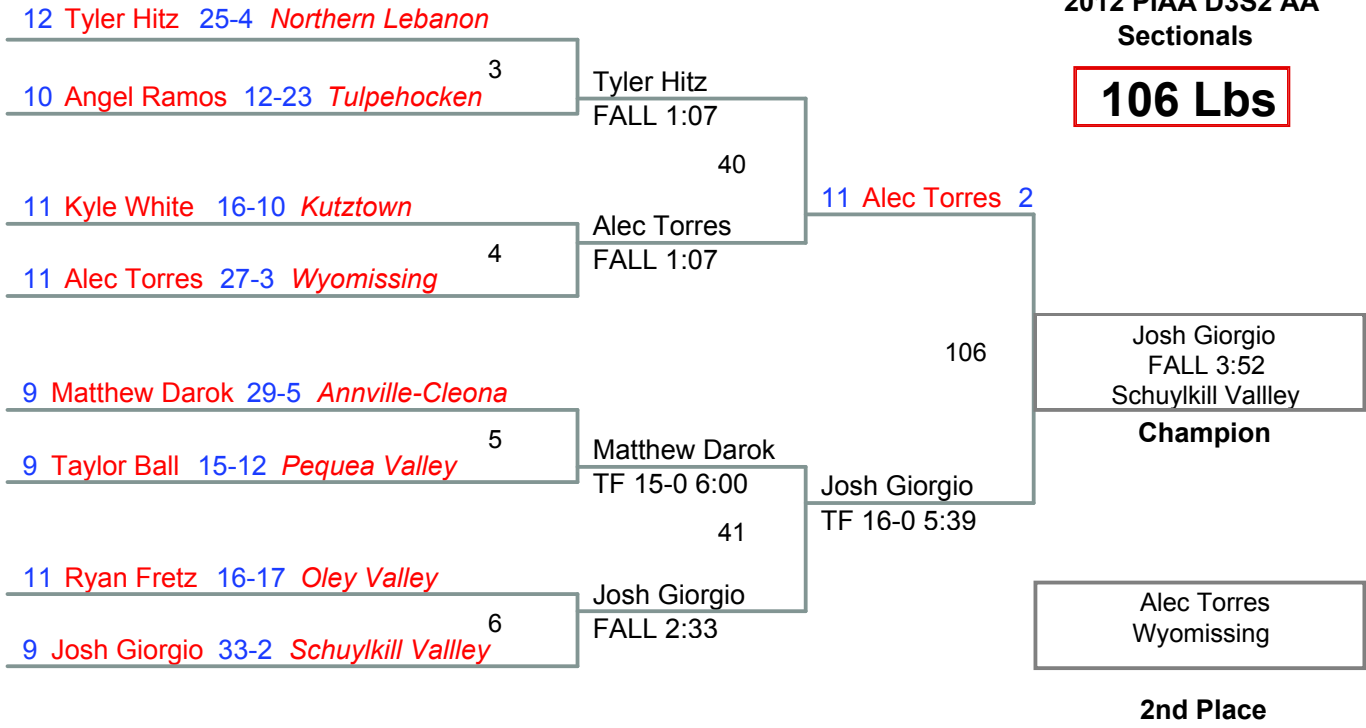 2012 PIAA D3S2 AA
Sectionals
106 Lbs
12 Tyler Hitz 25-4 Northern Lebanon
3
10 Angel Ramos 12-23 Tulpehocken
Tyler Hitz
FALL 1:07
40
11 Kyle White 16-10 Kutztown
4
11 Alec Torres 27-3 Wyomissing
Alec Torres
FALL 1:07
11 Alec Torres 2
106
9 Matthew Darok 29-5 Annville-Cleona
5
9 Taylor Ball 15-12 Pequea Valley
Matthew Darok
TF 15-0 6:00
41
11 Ryan Fretz 16-17 Oley Valley
6
9 Josh Giorgio 33-2 Schuylkill Vallley
Josh Giorgio
FALL 2:33
Josh Giorgio
TF 16-0 5:39
Josh Giorgio
FALL 3:52
Schuylkill Vallley
Champion
Alec Torres
Wyomissing
2nd Place